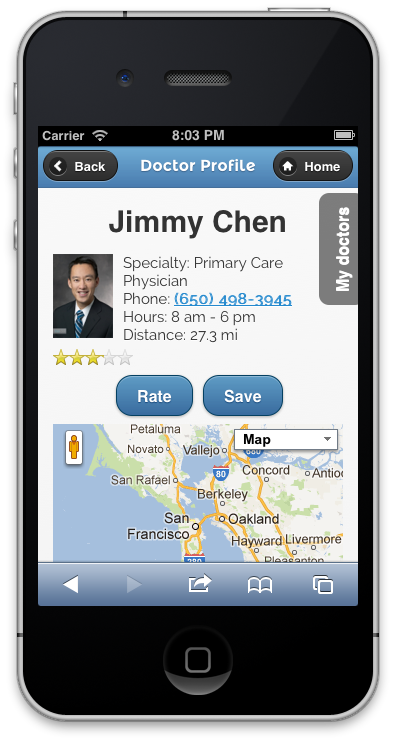 Carrier 8:03 PM
Back Doctor Profile Home
Jimmy Chen
My doctors
Specialty: Primary Care
Physician
Phone: (650) 498-3945
Hours: 8 am - 6 pm
Distance: 27.3 mi
Rate Save
Petaluma
Map
Novato
Vallejo
680
Concord
Antioc
80
San Rafael
Berkeley
San
Francisco
Oakland
Hayward Livermore
280
Pleasanton